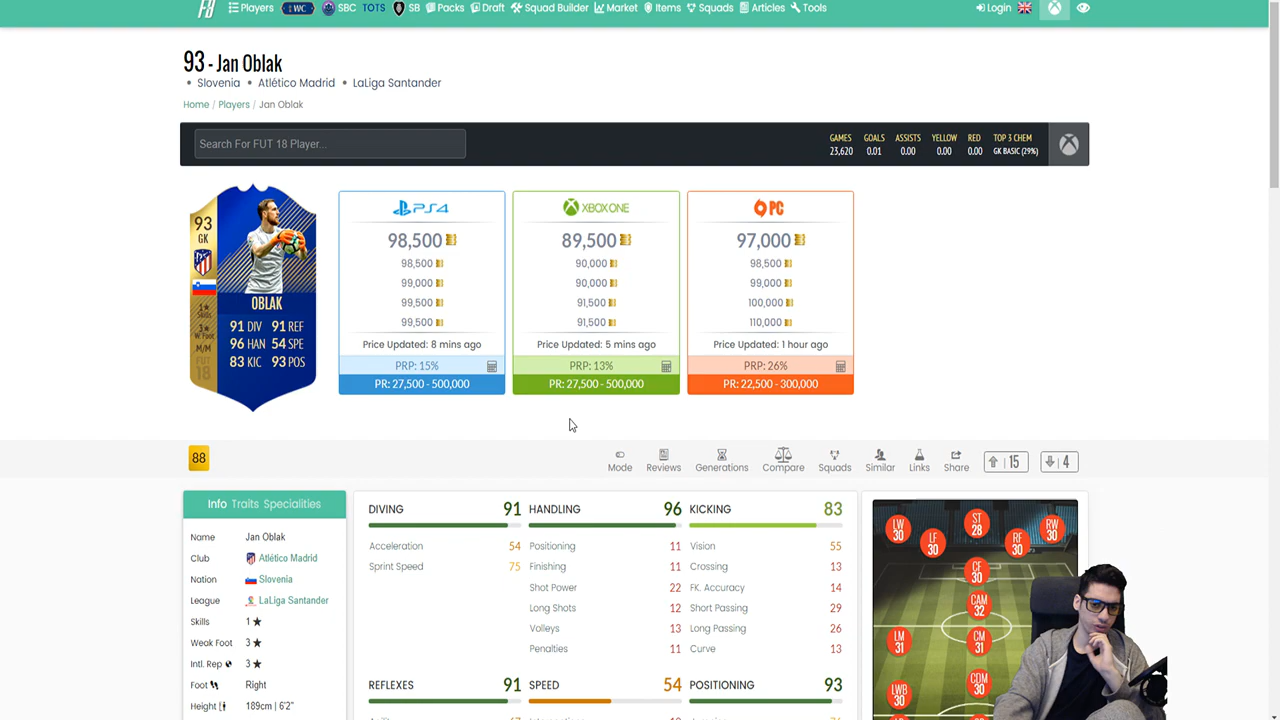 F8 Players WC SBC TOTS SB Packs Draft Squad Builder Market Items Squads Articles Tools Login
93 - Jan Oblak
• Slovenia • Atlético Madrid • LaLiga Santander
Home / Players / Jan Oblak
Search For FUT 18 Player...
GAMES GOALS ASSISTS YELLOW RED TOP 3 CHEM
23,620 0.01 0.00 0.00 0.00 GK BASIC (29%)
93
GK
1★
Skills
3★
W.Foot
M/M
FUT
18
OBLAK
91 DIV 91 REF
96 HAN 54 SPE
83 KIC 93 POS
PS4
98,500
98,500
99,000
99,500
99,500
Price Updated: 8 mins ago
PRP: 15%
PR: 27,500 - 500,000
XBOX ONE
89,500
90,000
90,000
91,500
91,500
Price Updated: 5 mins ago
PRP: 13%
PR: 27,500 - 500,000
PC
97,000
98,500
99,000
100,000
110,000
Price Updated: 1 hour ago
PRP: 26%
PR: 22,500 - 300,000
88
Mode Reviews Generations Compare Squads Similar Links Share 15 4
Info Traits Specialities
Name Jan Oblak
Club Atlético Madrid
Nation Slovenia
League LaLiga Santander
Skills 1★
Weak Foot 3★
Intl. Rep 3★
Foot Right
Height 189cm | 6'2"
DIVING 91
Acceleration 54
Sprint Speed 75
HANDLING 96
Positioning 11
Finishing 11
Shot Power 22
Long Shots 12
Volleys 13
Penalties 11
KICKING 83
Vision 55
Crossing 13
FK. Accuracy 14
Short Passing 29
Long Passing 26
Curve 13
REFLEXES 91
SPEED 54
POSITIONING 93
LW
30
LF
30
ST
28
RF
30
RW
30
CF
30
CAM
32
LM
31
CM
31
CDM
30
LWB
30